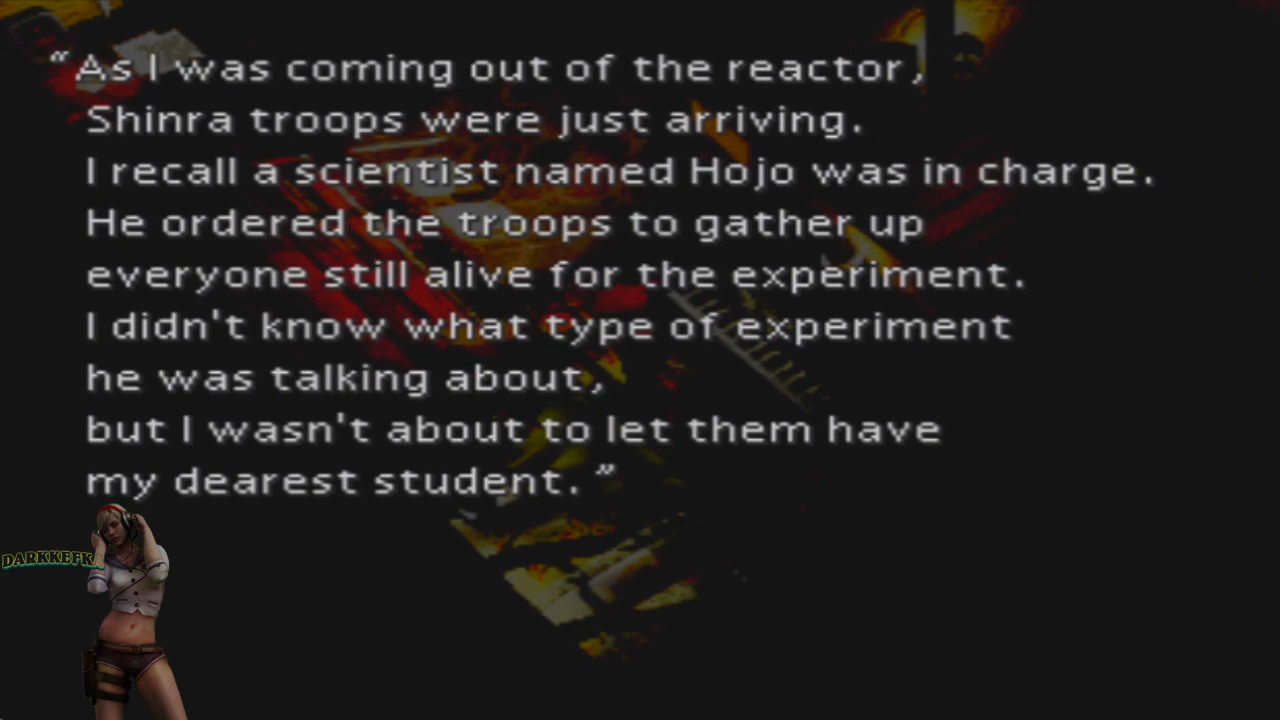 “As I was coming out of the reactor,
Shinra troops were just arriving.
I recall a scientist named Hojo was in charge.
He ordered the troops to gather up
everyone still alive for the experiment.
I didn't know what type of experiment
he was talking about,
but I wasn't about to let them have
my dearest student.”